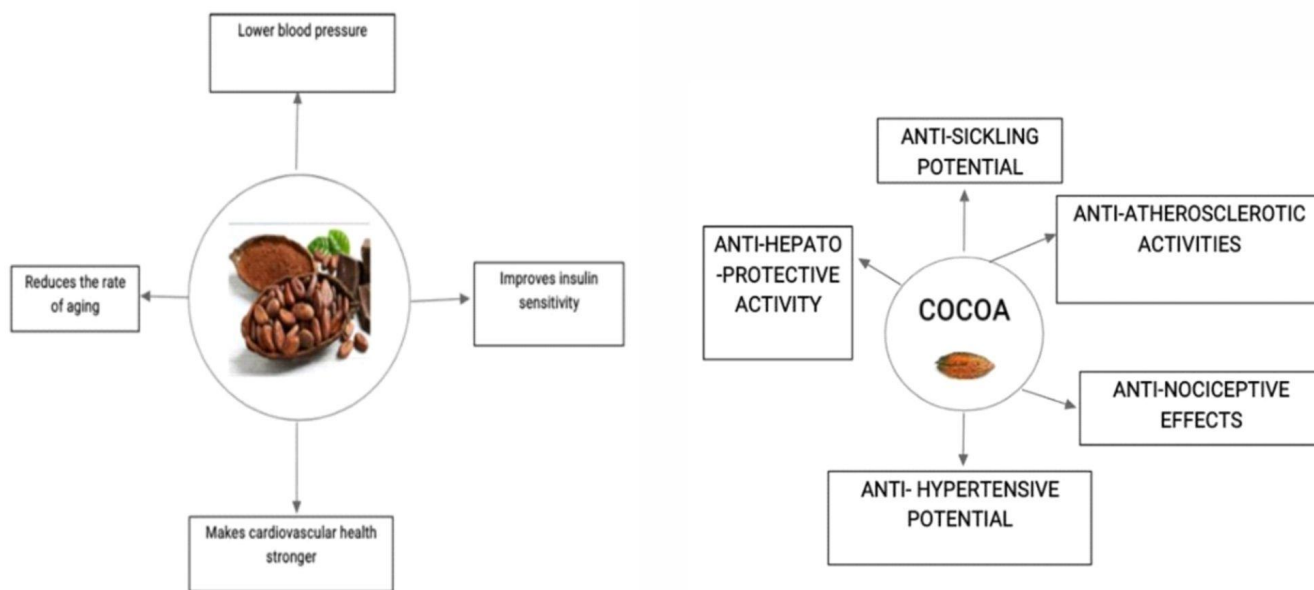 Lower blood pressure
Reduces the rate
of aging
Improves insulin
sensitivity
Makes cardiovascular health
stronger
ANTI-SICKLING
POTENTIAL
ANTI-HEPATO
-PROTECTIVE
ACTIVITY
ANTI-ATHEROSCLEROTIC
ACTIVITIES
COCOA
ANTI-NOCICEPTIVE
EFFECTS
ANTI- HYPERTENSIVE
POTENTIAL